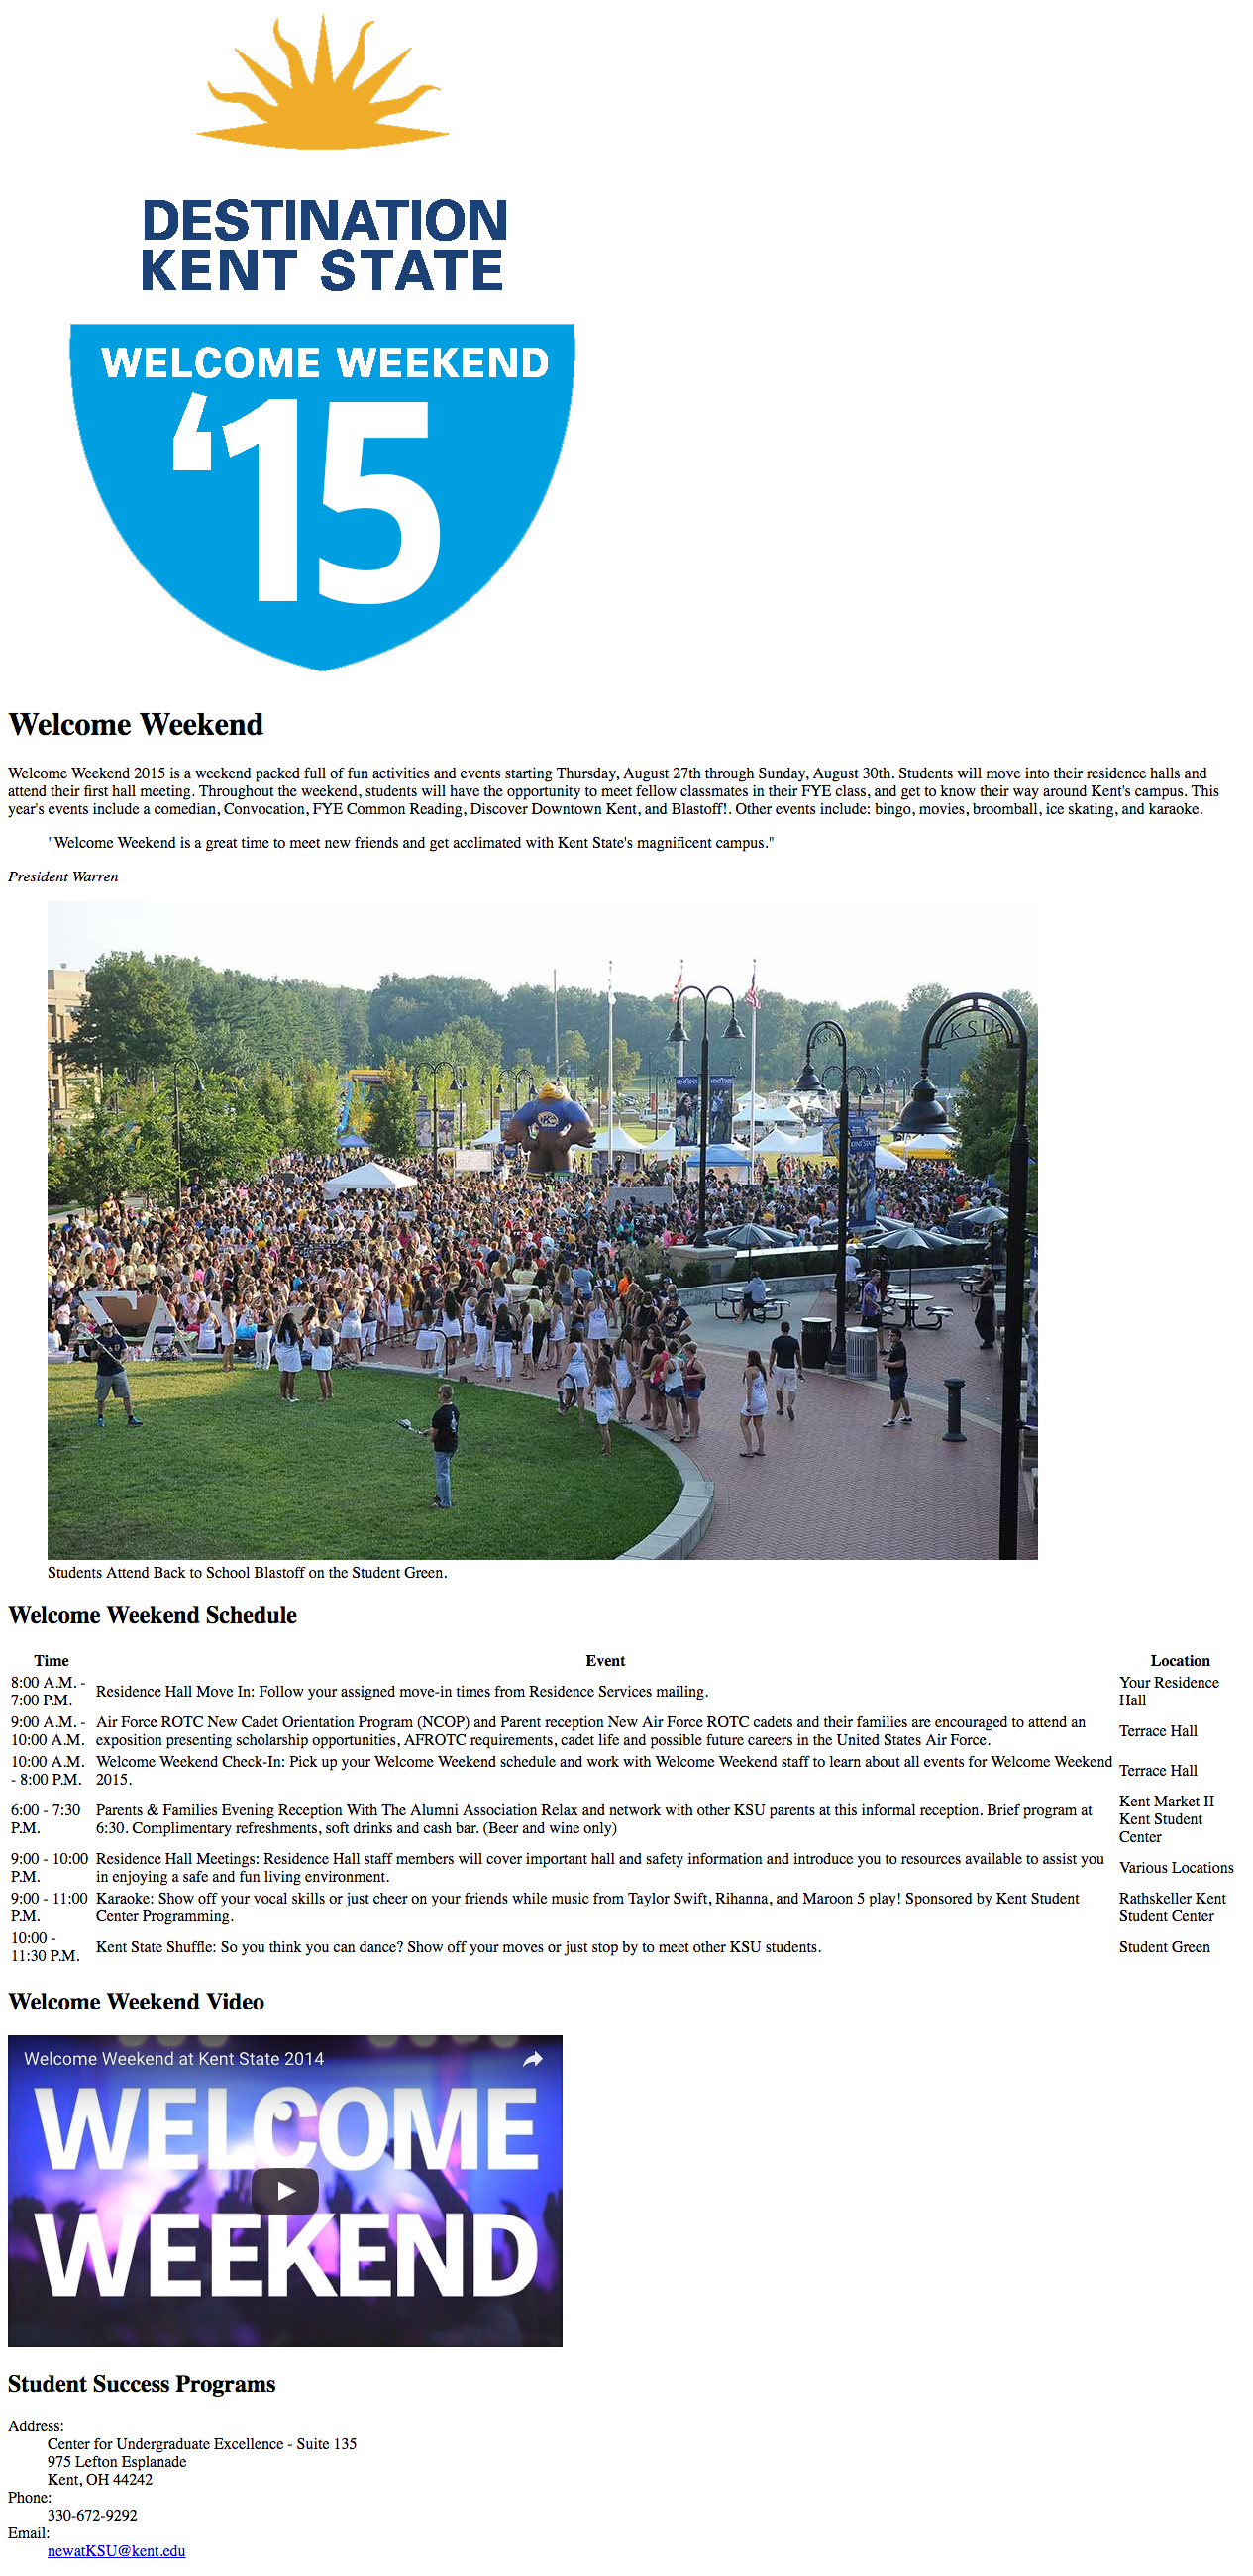 DESTINATION
KENT STATE
WELCOME WEEKEND
‘15
Welcome Weekend
Welcome Weekend 2015 is a weekend packed full of fun activities and events starting Thursday, August 27th through Sunday, August 30th. Students will move into their residence halls and
attend their first hall meeting. Throughout the weekend, students will have the opportunity to meet fellow classmates in their FYE class, and get to know their way around Kent's campus. This
year's events include a comedian, Convocation, FYE Common Reading, Discover Downtown Kent, and Blastoff!. Other events include: bingo, movies, broomball, ice skating, and karaoke.
"Welcome Weekend is a great time to meet new friends and get acclimated with Kent State's magnificent campus."
President Warren
KSU
KENT STATE
Students Attend Back to School Blastoff on the Student Green.
Welcome Weekend Schedule
Time Event Location
8:00 A.M. -
7:00 P.M.
Residence Hall Move In: Follow your assigned move-in times from Residence Services mailing.
Your Residence
Hall
9:00 A.M. -
10:00 A.M.
Air Force ROTC New Cadet Orientation Program (NCOP) and Parent reception New Air Force ROTC cadets and their families are encouraged to attend an
exposition presenting scholarship opportunities, AFROTC requirements, cadet life and possible future careers in the United States Air Force.
Terrace Hall
10:00 A.M.
- 8:00 P.M.
Welcome Weekend Check-In: Pick up your Welcome Weekend schedule and work with Welcome Weekend staff to learn about all events for Welcome Weekend
2015.
Terrace Hall
6:00 - 7:30
P.M.
Parents & Families Evening Reception With The Alumni Association Relax and network with other KSU parents at this informal reception. Brief program at
6:30. Complimentary refreshments, soft drinks and cash bar. (Beer and wine only)
Kent Market II
Kent Student
Center
9:00 - 10:00
P.M.
Residence Hall Meetings: Residence Hall staff members will cover important hall and safety information and introduce you to resources available to assist you
in enjoying a safe and fun living environment.
Various Locations
9:00 - 11:00
P.M.
Karaoke: Show off your vocal skills or just cheer on your friends while music from Taylor Swift, Rihanna, and Maroon 5 play! Sponsored by Kent Student
Center Programming.
Rathskeller Kent
Student Center
10:00 -
11:30 P.M.
Kent State Shuffle: So you think you can dance? Show off your moves or just stop by to meet other KSU students.
Student Green
Welcome Weekend Video
Welcome Weekend at Kent State 2014
WELCOME
WEEKEND
Student Success Programs
Address:
Center for Undergraduate Excellence - Suite 135
975 Lefton Esplanade
Kent, OH 44242
Phone:
330-672-9292
Email:
newatKSU@kent.edu